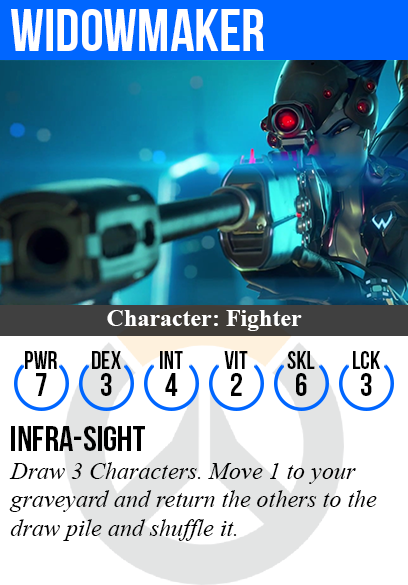 WIDOWMAKER
Character: Fighter
PWR DEX INT VIT SKL LCK
7 3 4 2 6 3
INFRA-SIGHT
Draw 3 Characters. Move 1 to your
graveyard and return the others to the
draw pile and shuffle it.